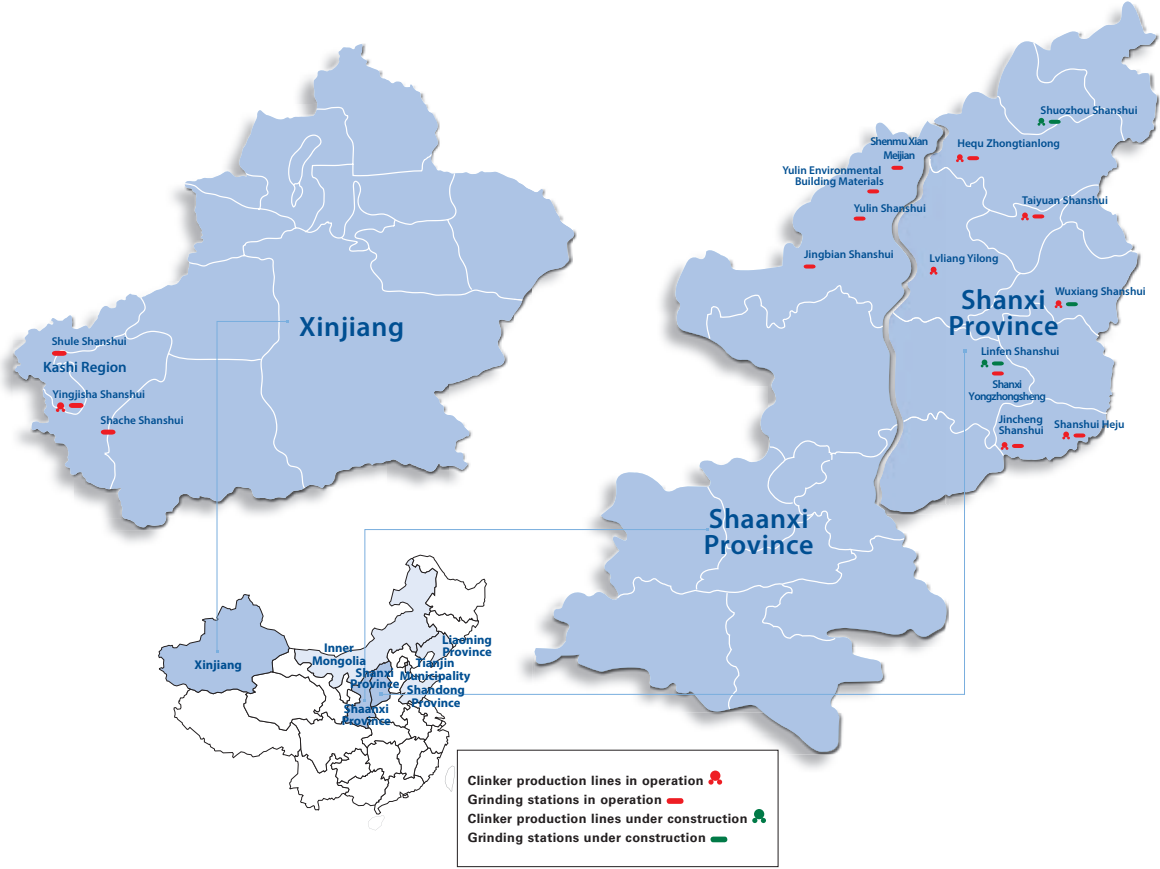 Shuozhou Shanshui
Hequ Zhongtianlong
Shenmu Xian
Meijian
Yulin Environmental
Building Materials
Yulin Shanshui
Taiyuan Shanshui
Jingbian Shanshui
Lvliang Yilong
Wuxiang Shanshui
Shanxi
Province
Xinjiang
Linfen Shanshui
Shanxi
Yongzhongsheng
Jincheng
Shanshui
Shanshui Heju
Shule Shanshui
Kashi Region
Yingjisha Shanshui
Shache Shanshui
Shaanxi
Province
Xinjiang
Inner
Mongolia
Liaoning
Province
Tianjin
Municipality
Shanxi
Province
Shandong
Province
Shaanxi
Province
Clinker production lines in operation
Grinding stations in operation
Clinker production lines under construction
Grinding stations under construction